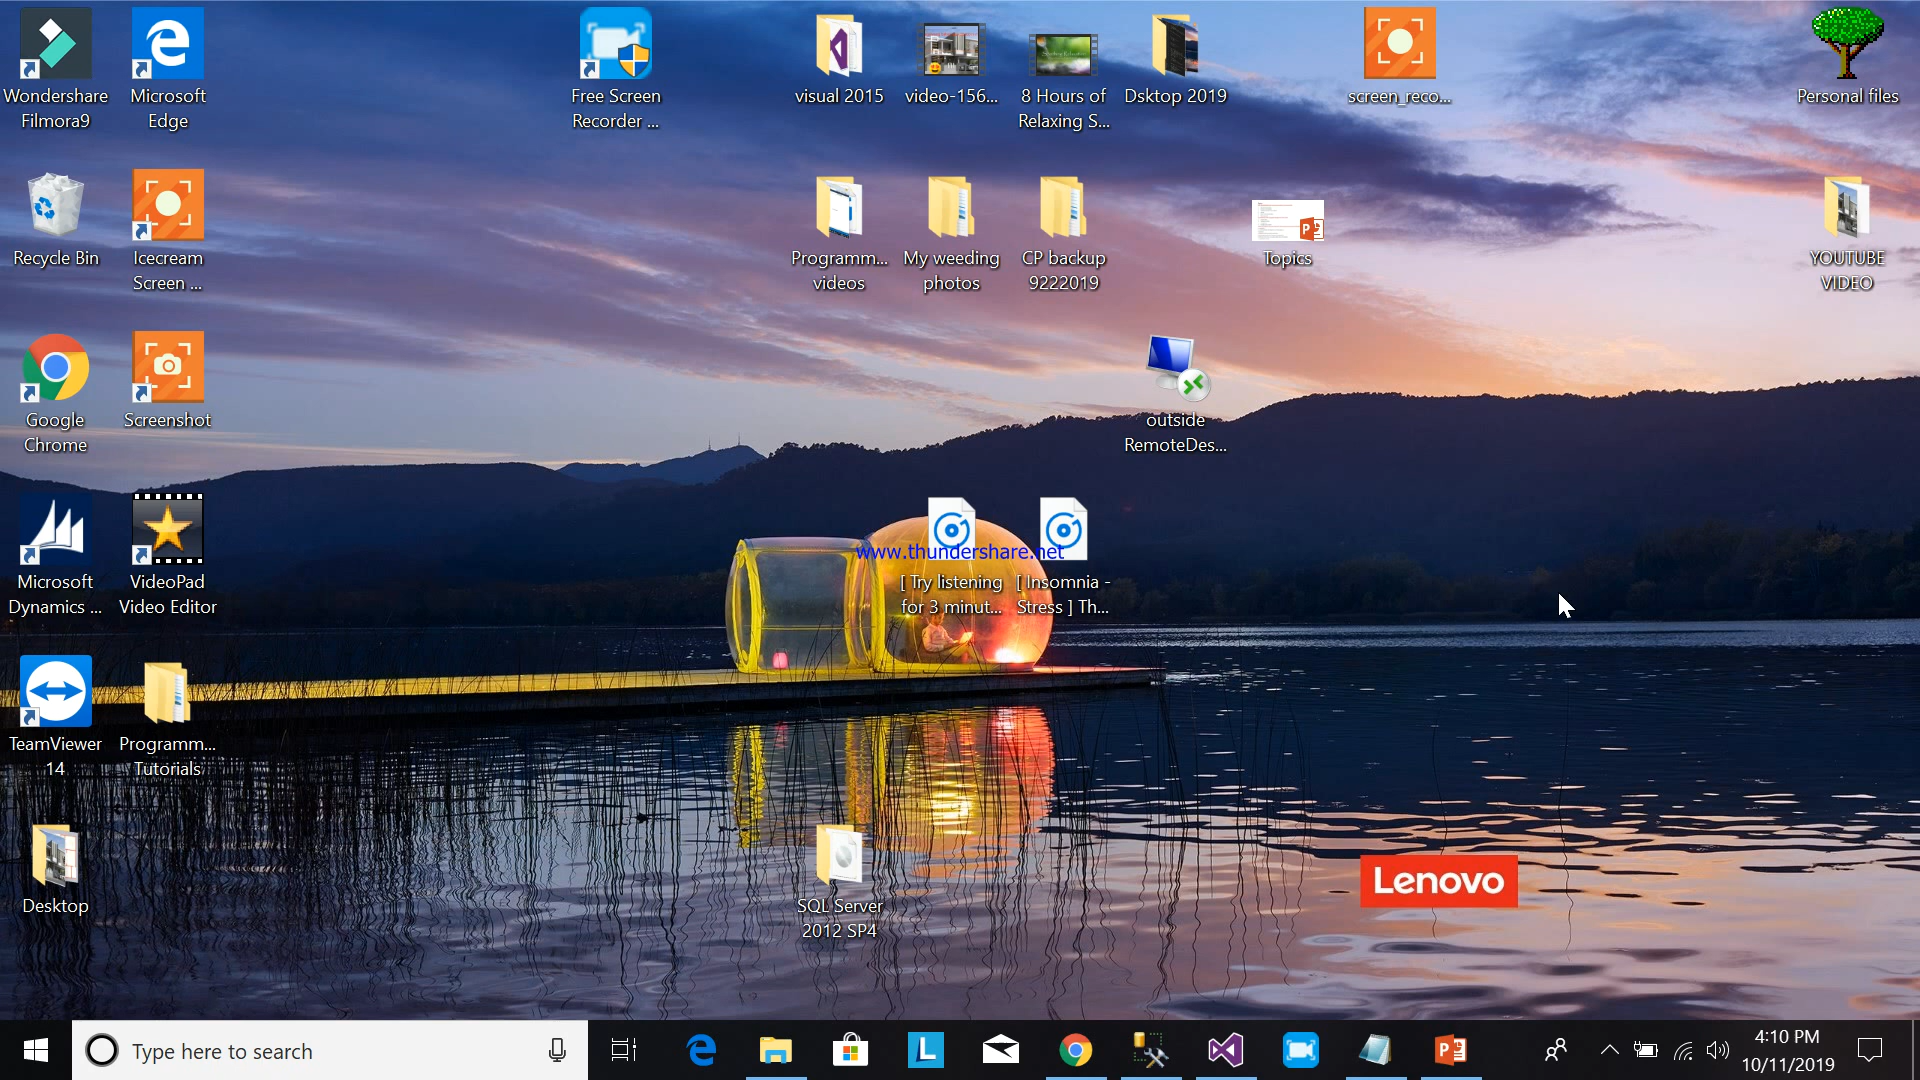 Wondershare
Filmora9
Microsoft
Edge
Free Screen
Recorder ...
visual 2015
video-156...
8 Hours of
Relaxing S...
Dsktop 2019
screen_reco...
Personal files
Recycle Bin
Icecream
Screen ...
Programm...
videos
My weeding
photos
CP backup
9222019
Topics
YOUTUBE
VIDEO
Google
Chrome
Screenshot
outside
RemoteDes...
www.thundershare.net
Microsoft
Dynamics ...
VideoPad
Video Editor
[ Try listening
for 3 minut...
[ Insomnia -
Stress ] Th...
TeamViewer
14
Programm...
Tutorials
Desktop
SQL Server
2012 SP4
Lenovo
Type here to search
4:10 PM
10/11/2019